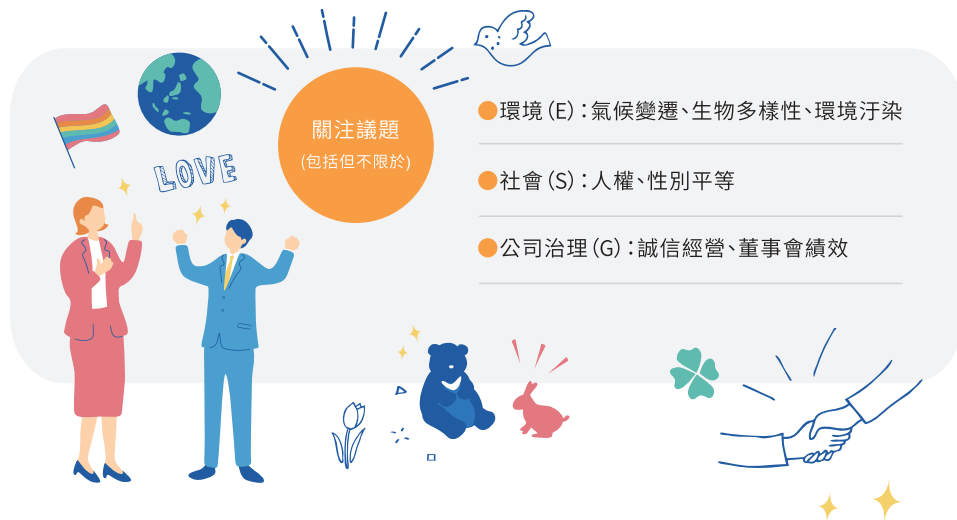 關注議題
(包括但不限於)
環境(E):氣候變遷、生物多樣性、環境汙染
社會(S):人權、性別平等
公司治理(G):誠信經營、董事會績效
LOVE